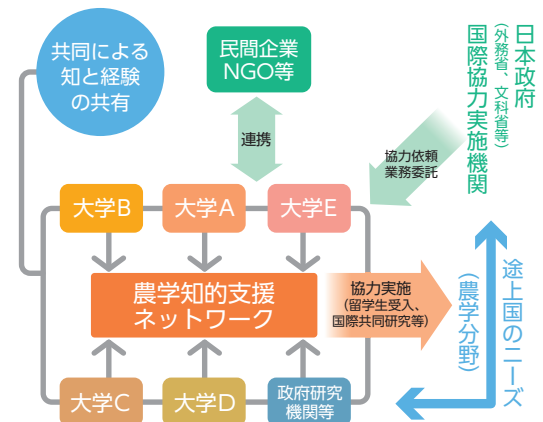 共同による
知と経験
の共有
民間企業
NGO等
連携
日本政府
(外務省、文科省等)
国際協力実施機関
協力依頼
業務委託
大学B
大学A
大学E
農学知的支援
ネットワーク
協力実施
(留学生受入、
国際共同研究等)
途上国のニーズ
(農学分野)
大学C
大学D
政府研究
機関等